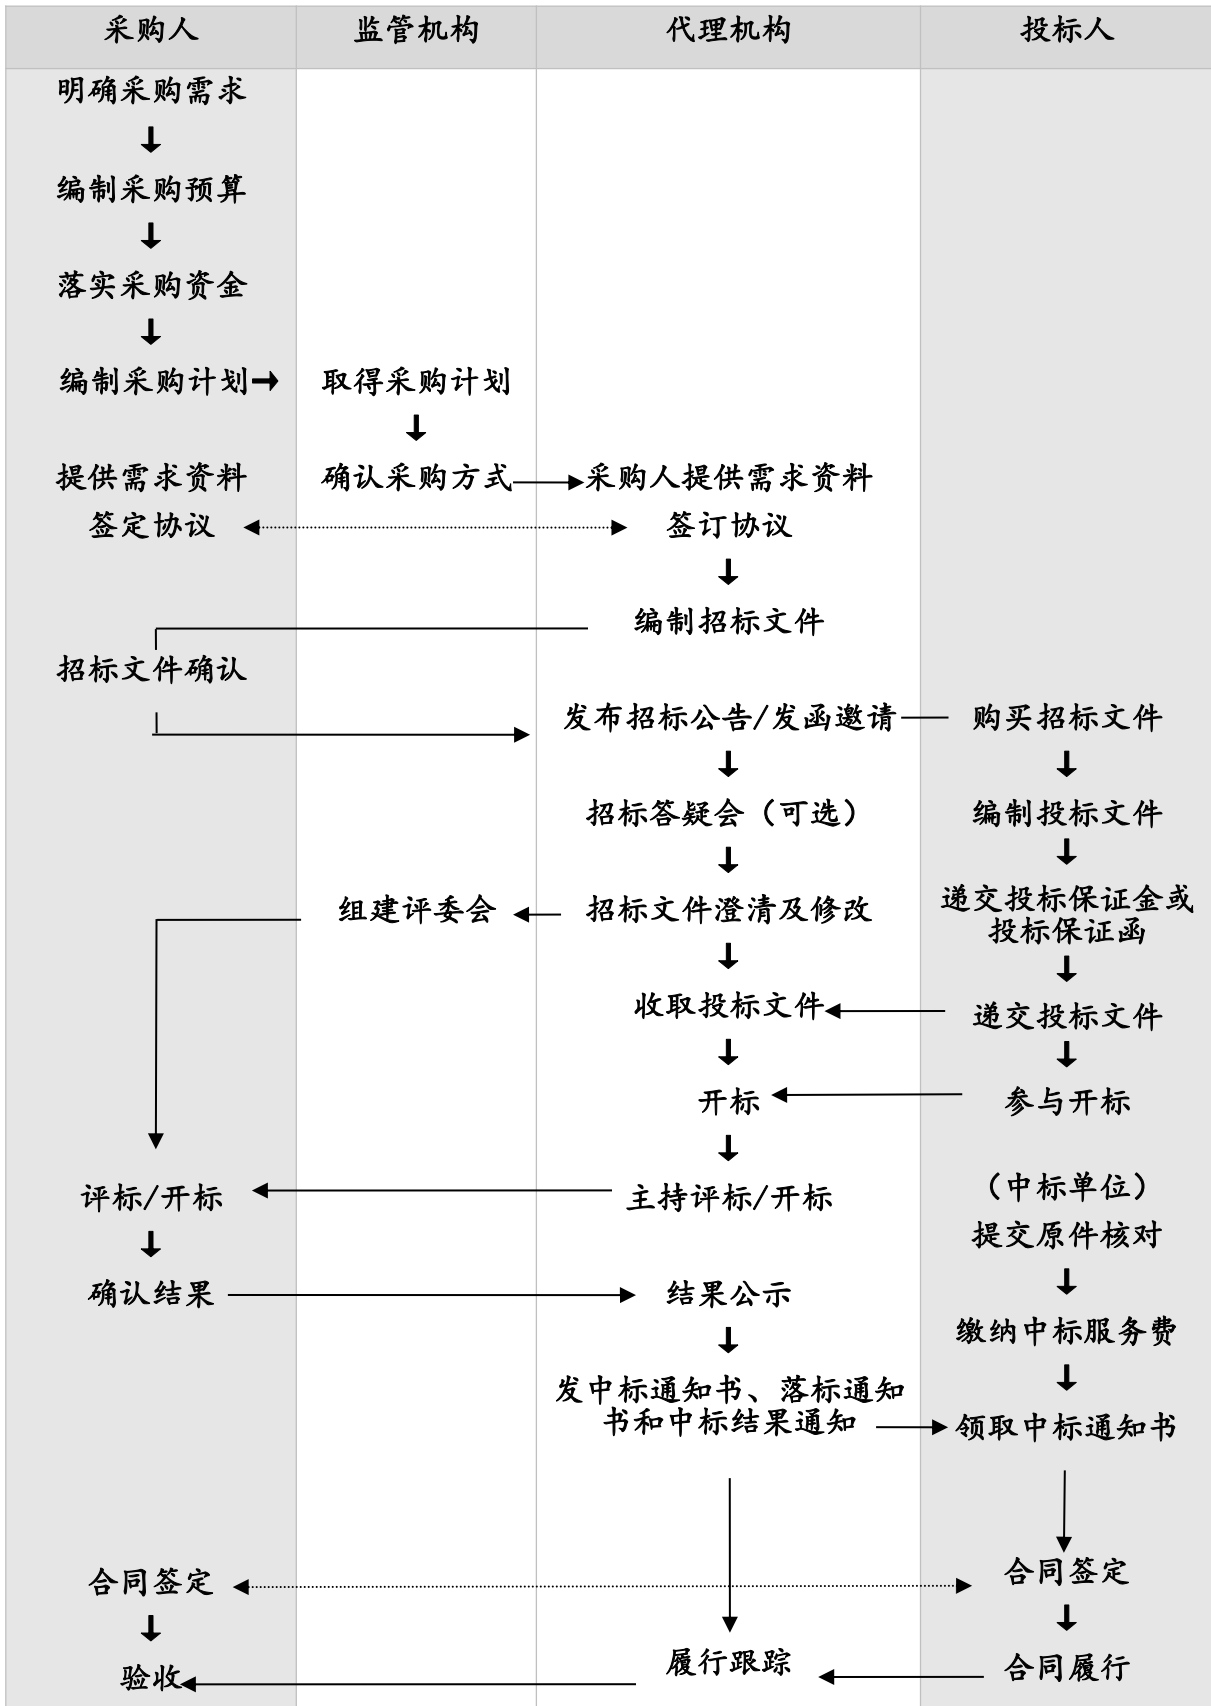 采购人 监管机构 代理机构 投标人
明确采购需求
编制采购预算
落实采购资金
编制采购计划 取得采购计划
提供需求资料 确认采购方式 采购人提供需求资料
签定协议 签订协议
编制招标文件
招标文件确认
发布招标公告/发函邀请 购买招标文件
招标答疑会（可选） 编制投标文件
组建评委会 招标文件澄清及修改 递交投标保证金或
投标保证函
收取投标文件 递交投标文件
开标 参与开标
（中标单位）
评标/开标 主持评标/开标
提交原件核对
确认结果 结果公示
缴纳中标服务费
发中标通知书、落标通知
书和中标结果通知 领取中标通知书
合同签定 合同签定
验收 履行跟踪 合同履行